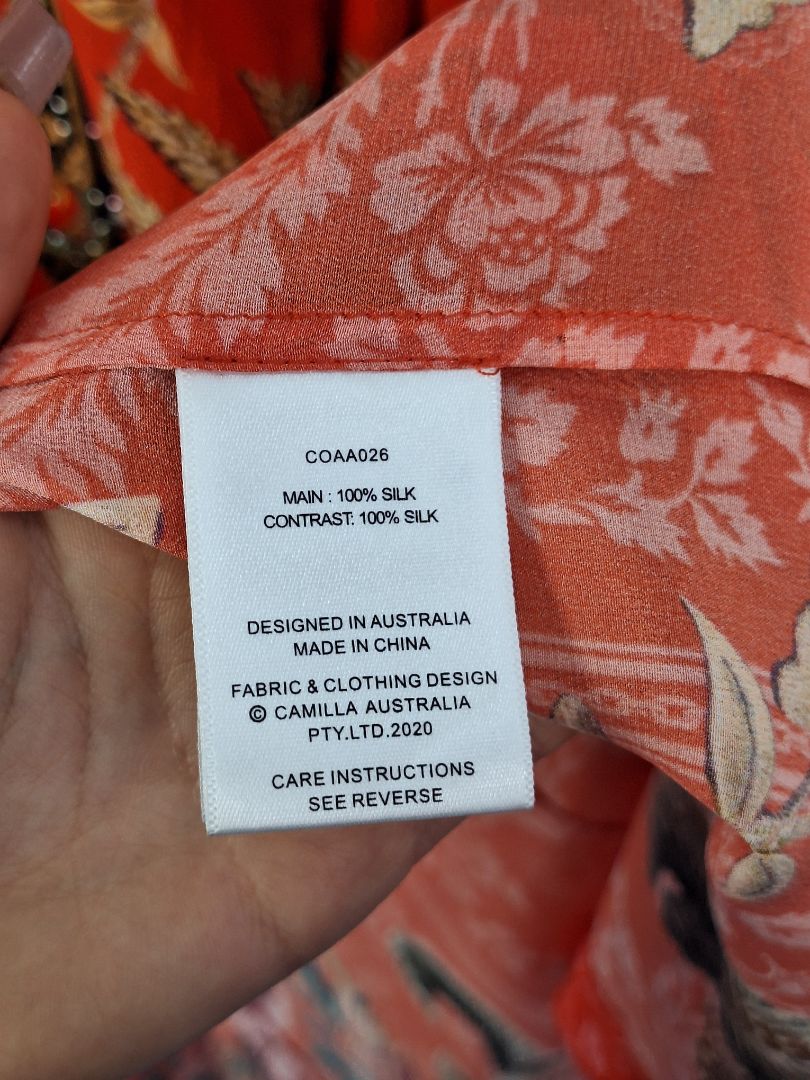 COAA026
MAIN : 100% SILK
CONTRAST: 100% SILK
DESIGNED IN AUSTRALIA
MADE IN CHINA
FABRIC & CLOTHING DESIGN
© CAMILLA AUSTRALIA
PTY.LTD.2020
CARE INSTRUCTIONS
SEE REVERSE